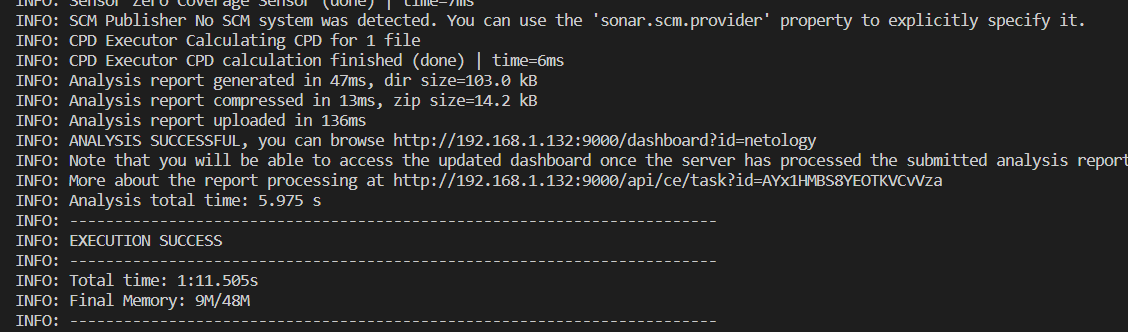 INFO: Sensor Zero Coverage Sensor (done) | time=7ms
INFO: SCM Publisher No SCM system was detected. You can use the 'sonar.scm.provider' property to explicitly specify it.
INFO: CPD Executor Calculating CPD for 1 file
INFO: CPD Executor CPD calculation finished (done) | time=6ms
INFO: Analysis report generated in 47ms, dir size=103.0 kB
INFO: Analysis report compressed in 13ms, zip size=14.2 kB
INFO: Analysis report uploaded in 136ms
INFO: ANALYSIS SUCCESSFUL, you can browse http://192.168.1.132:9000/dashboard?id=netology
INFO: Note that you will be able to access the updated dashboard once the server has processed the submitted analysis report
INFO: More about the report processing at http://192.168.1.132:9000/api/ce/task?id=AYx1HMBS8YEOTKVCvVza
INFO: Analysis total time: 5.975 s
INFO: ------------------------------------------------------------------------
INFO: EXECUTION SUCCESS
INFO: ------------------------------------------------------------------------
INFO: Total time: 1:11.505s
INFO: Final Memory: 9M/48M
INFO: ------------------------------------------------------------------------